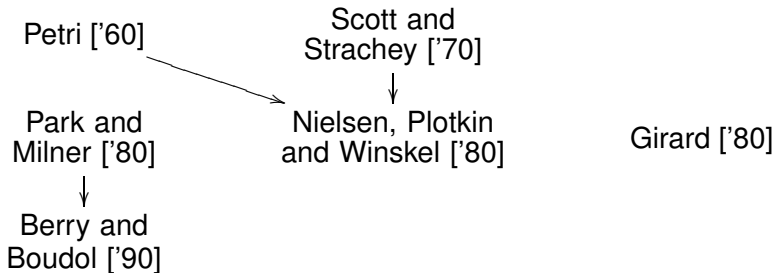 Petri ['60]
Scott and
Strachey ['70]
Park and
Milner ['80]
Nielsen, Plotkin
and Winskel ['80]
Girard ['80]
Berry and
Boudol ['90]